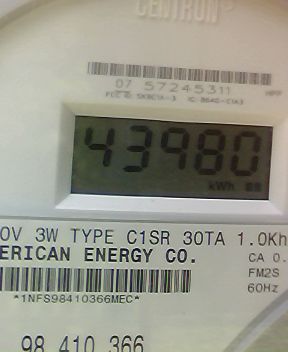 CENTRON
07 57245311
43980
kWh
0V 3W TYPE C1SR 30TA 1.0Kh
ERICAN ENERGY CO.
CA 0.
FM2S
*1NFS98410366MEC*
60Hz
98 410 366